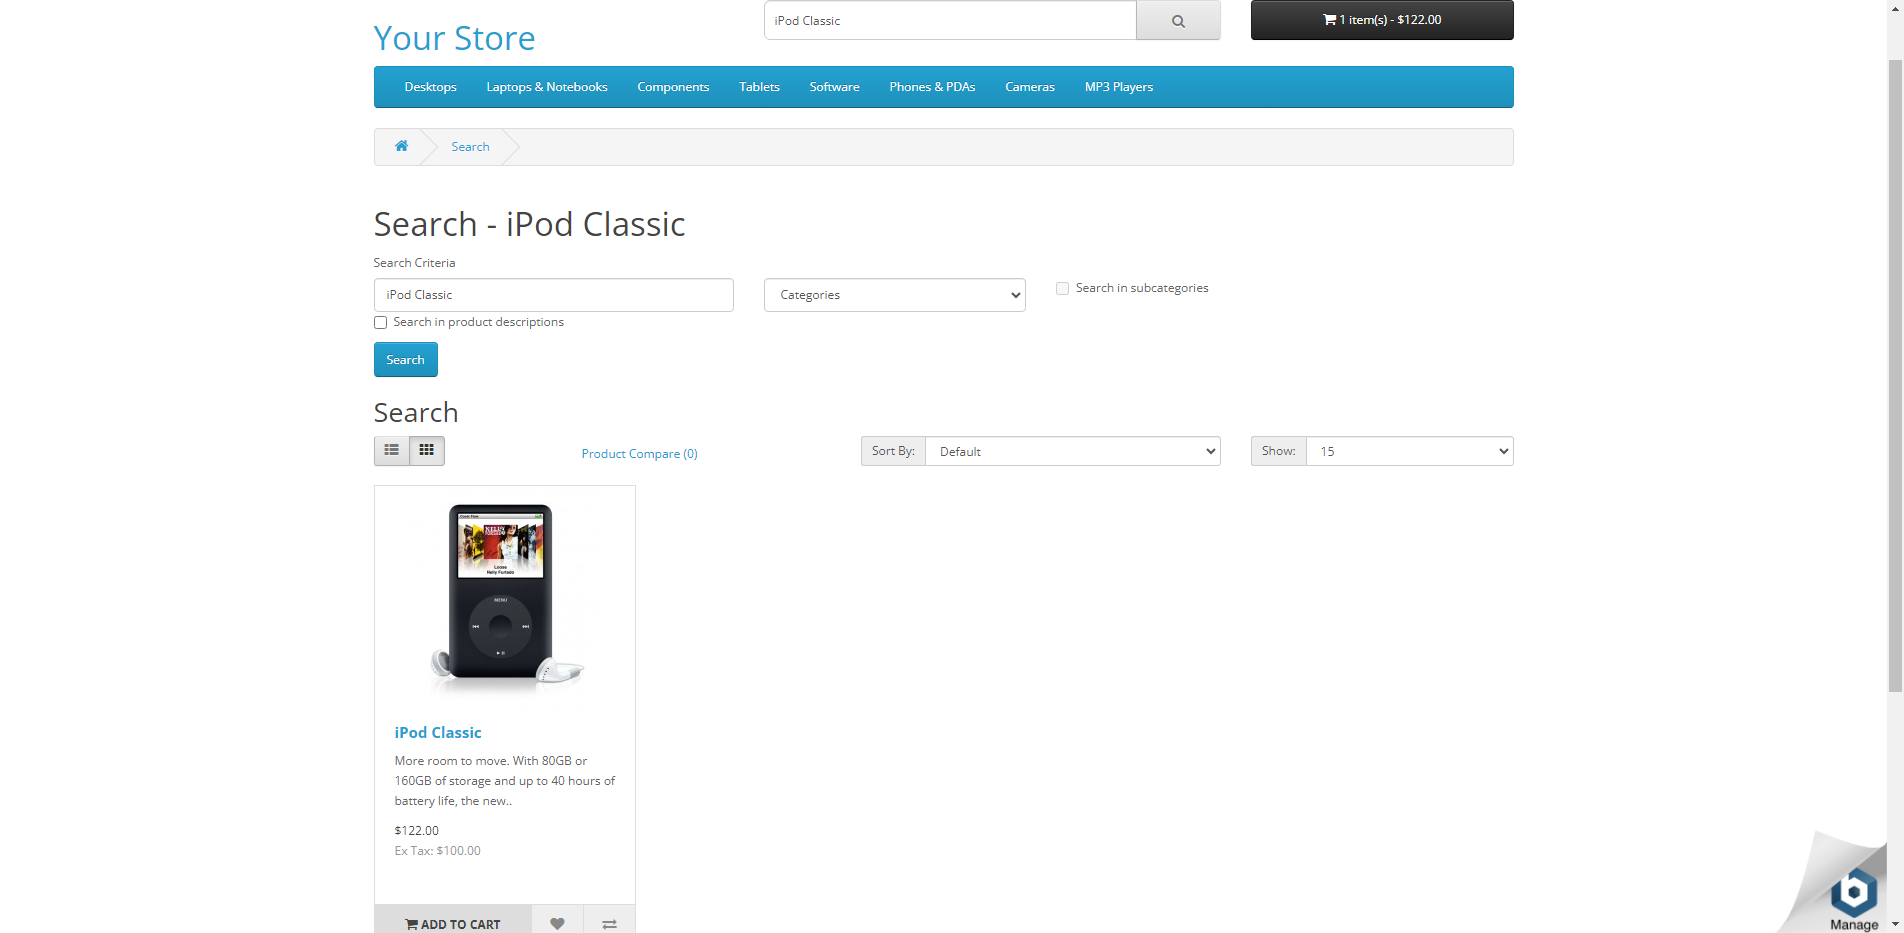 Your Store
iPod Classic
1 item(s) - $122.00
Desktops
Laptops & Notebooks
Components
Tablets
Software
Phones & PDAs
Cameras
MP3 Players
Search
Search - iPod Classic
Search Criteria
iPod Classic
Categories
Search in subcategories
Search in product descriptions
Search
Search
Product Compare (0)
Sort By:
Default
Show:
15
MENU
Loose
Nelly Furtado
iPod Classic
More room to move. With 80GB or
160GB of storage and up to 40 hours of
battery life, the new..
$122.00
Ex Tax: $100.00
ADD TO CART
Manage